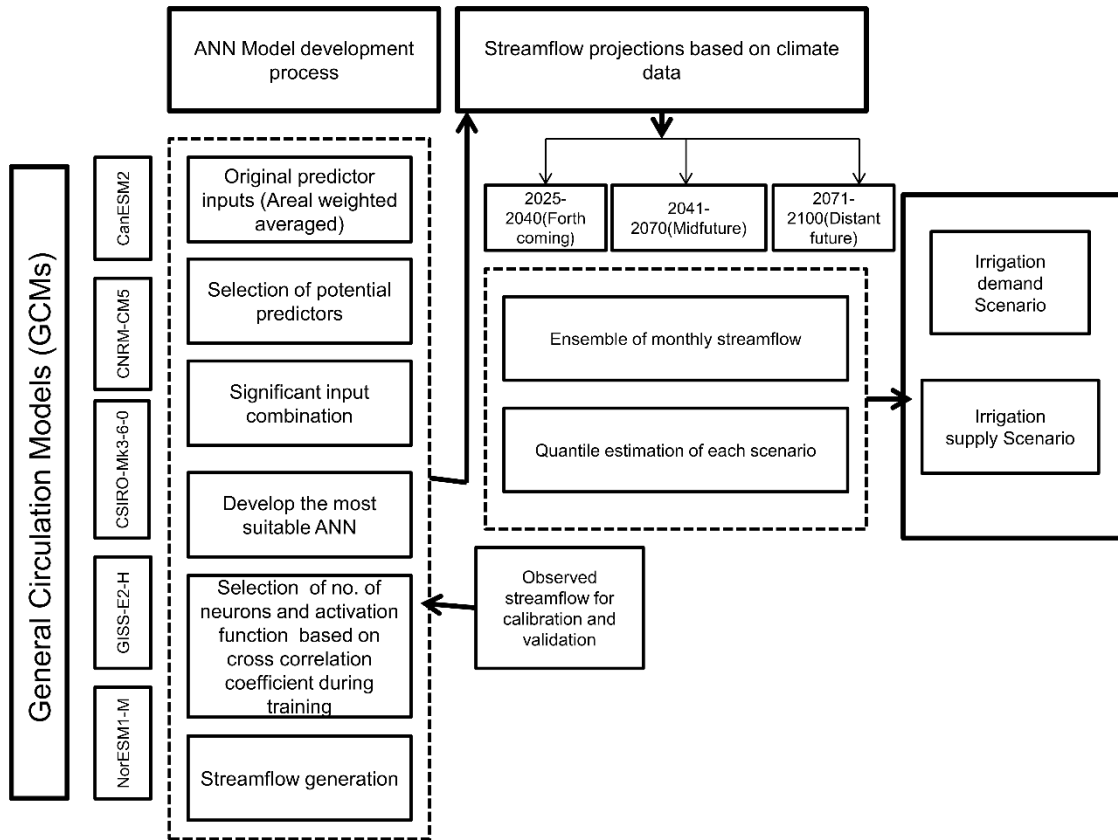 General Circulation Models (GCMs)
CanESM2
CNRM-CM5
CSIRO-Mk3-6-0
GISS-E2-H
NorESM1-M
ANN Model development
process
Original predictor
inputs (Areal weighted
averaged)
Selection of potential
predictors
Significant input
combination
Develop the most
suitable ANN
Selection of no. of
neurons and activation
function based on
cross correlation
coefficient during
training
Streamflow generation
Streamflow projections based on climate
data
2025-
2040(Forth
coming)
2041-
2070(Midfuture)
2071-
2100(Distant
future)
Ensemble of monthly streamflow
Quantile estimation of each scenario
Observed
streamflow for
calibration and
validation
Irrigation
demand
Scenario
Irrigation
supply Scenario